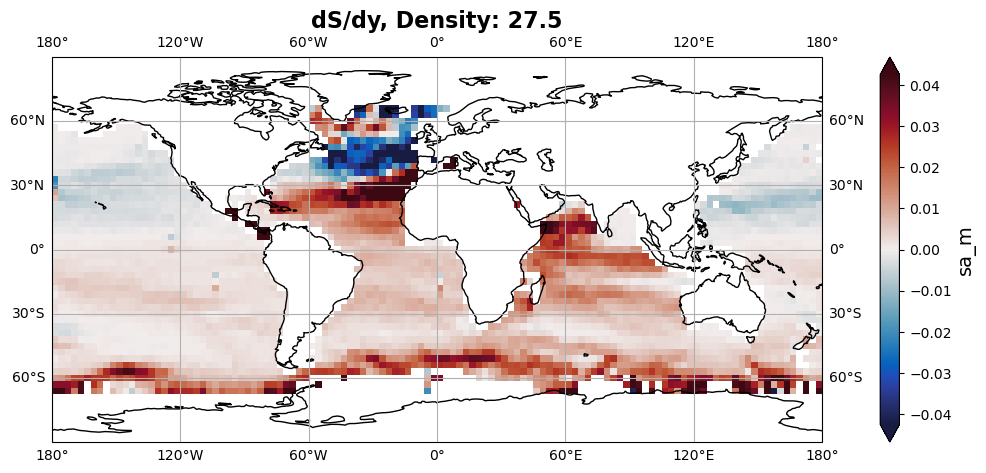 dS/dy, Density: 27.5
180° 120°W 60°W 0° 60°E 120°E 180°
60°N 60°N
30°N 30°N
0° 0°
30°S 30°S
60°S 60°S
180° 120°W 60°W 0° 60°E 120°E 180°
0.04
0.03
0.02
0.01
0.00
−0.01
−0.02
−0.03
−0.04
sa_m